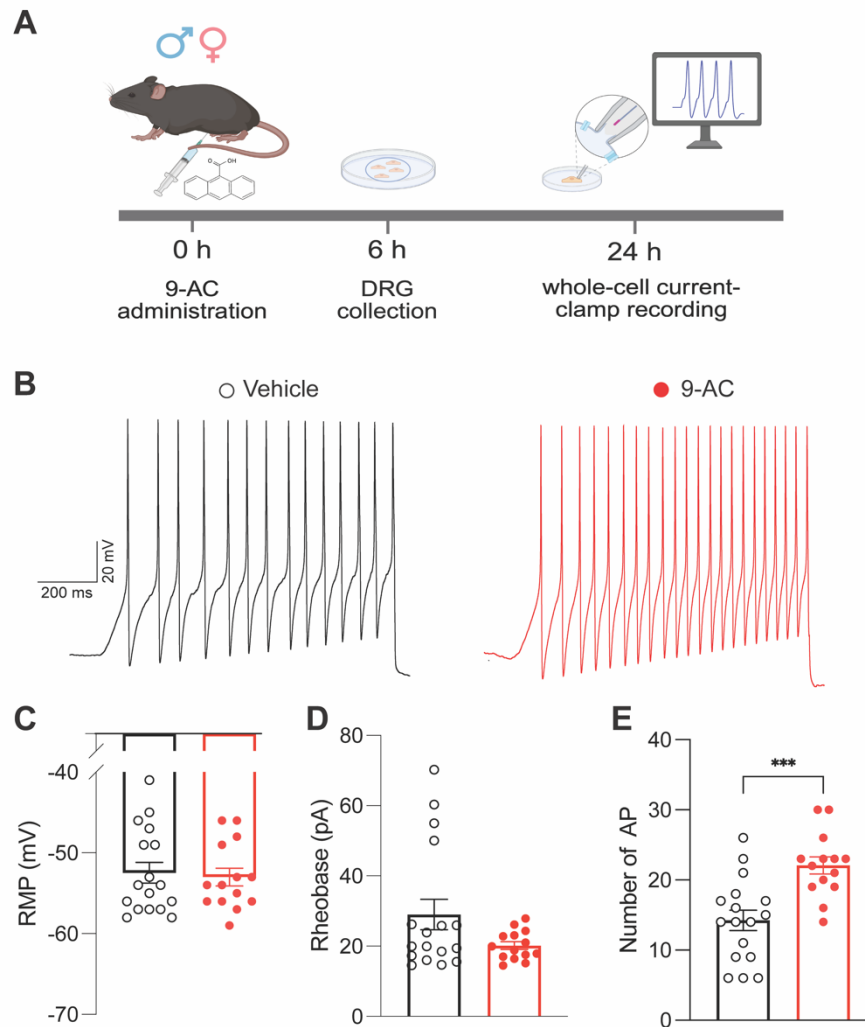 A
O
OH
0 h
6 h
24 h
9-AC
administration
DRG
collection
whole-cell current-
clamp recording
B
Vehicle
9-AC
20 mV
200 ms
C
D
E
RMP (mV)
-40
-50
-60
-70
Rheobase (pA)
80
60
40
20
0
Number of AP
40
30
20
10
0
***